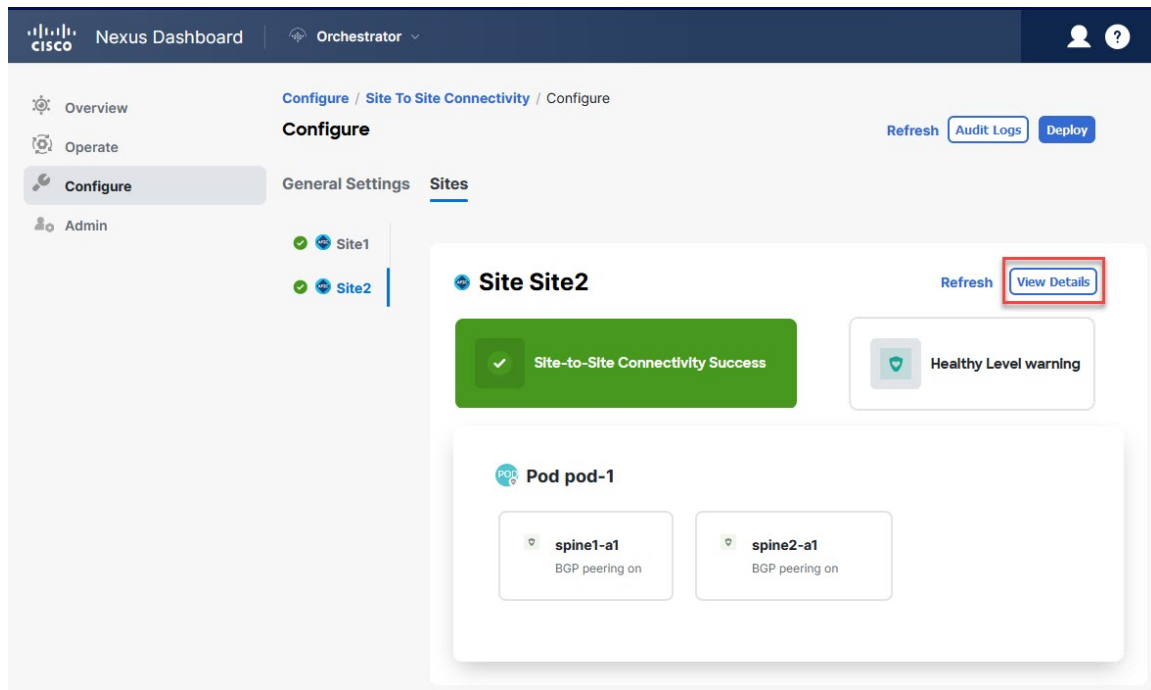 CISCO Nexus Dashboard Orchestrator ?
Overview
Operate
Configure
Admin
Configure / Site To Site Connectivity / Configure
Configure
Refresh Audit Logs Deploy
General Settings Sites
Site1
Site2
Site Site2
Refresh View Details
Site-to-Site Connectivity Success
Healthy Level warning
POD Pod pod-1
spine1-a1
BGP peering on
spine2-a1
BGP peering on